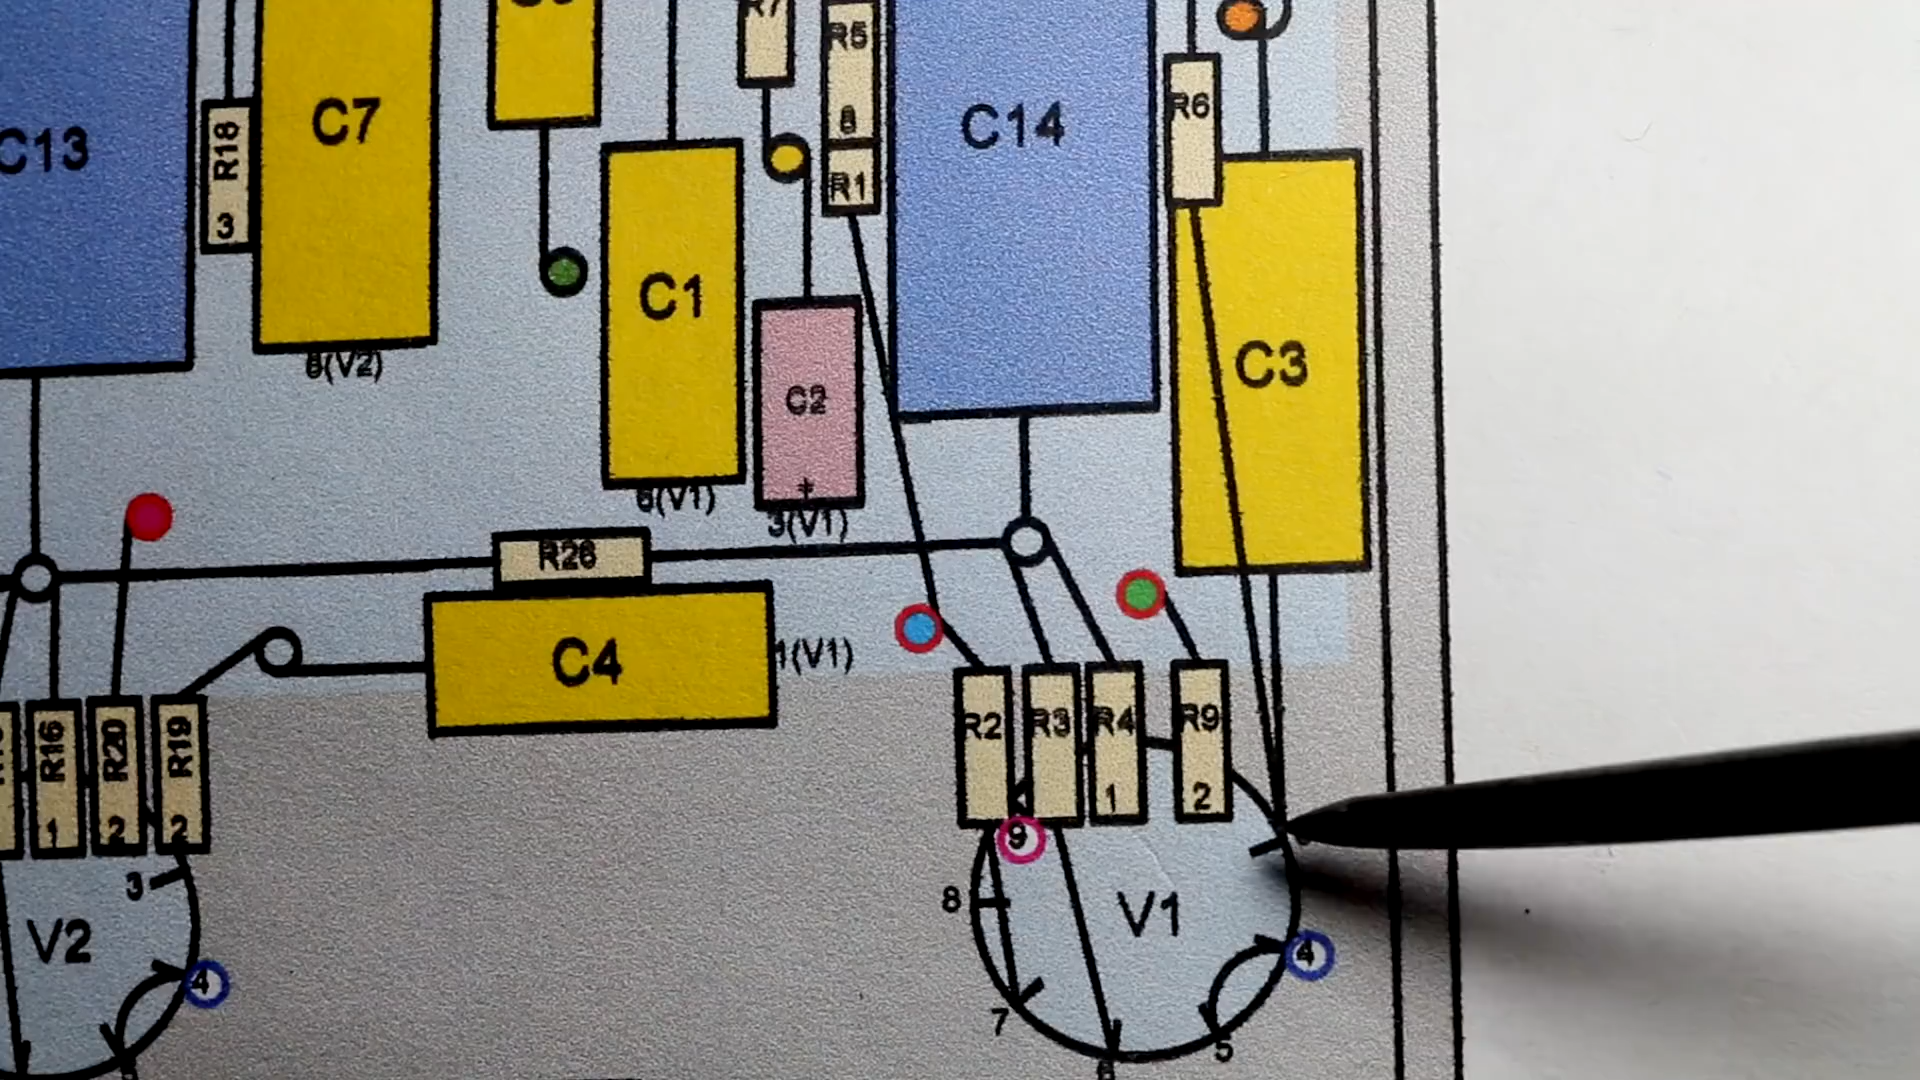 R7
R5
R6
C7
C13
C14
R18
8
R1
3
C1
C3
8(V2)
C2
+
6(V1)
3(V1)
R26
C4
1(V1)
R2
R3
R4
R9
R16
R20
R19
1
2
2
1
2
9
3
8
V1
V2
4
4
7
5
6